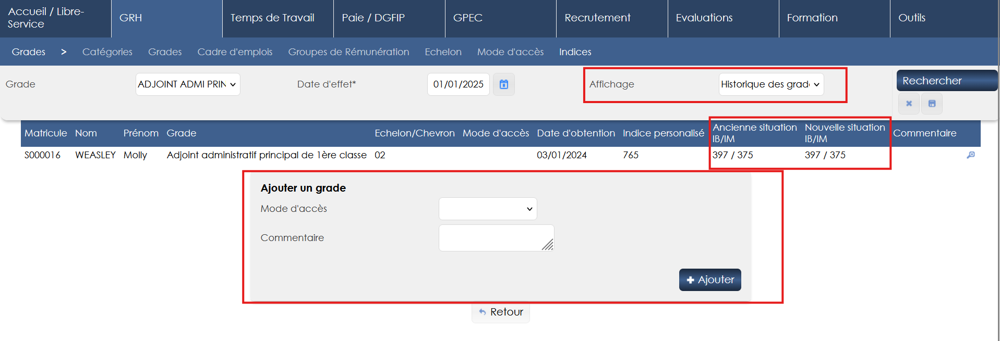 Accueil / Libre-
Service
GRH
Temps de Travail
Paie / DGFIP
GPEC
Recrutement
Evaluations
Formation
Outils
Grades > Catégories Grades Cadre d'emplois Groupes de Rémunération Echelon Mode d'accès Indices
Grade ADJOINT ADMI PRIN Date d'effet* 01/01/2025 Affichage Historique des grad Rechercher
Matricule Nom Prénom Grade Echelon/Chevron Mode d'accès Date d'obtention Indice personalisé Ancienne situation IB/IM Nouvelle situation IB/IM Commentaire
S000016 WEASLEY Molly Adjoint administratif principal de 1ère classe 02 03/01/2024 765 397 / 375 397 / 375
Ajouter un grade
Mode d'accès
Commentaire
Ajouter
Retour